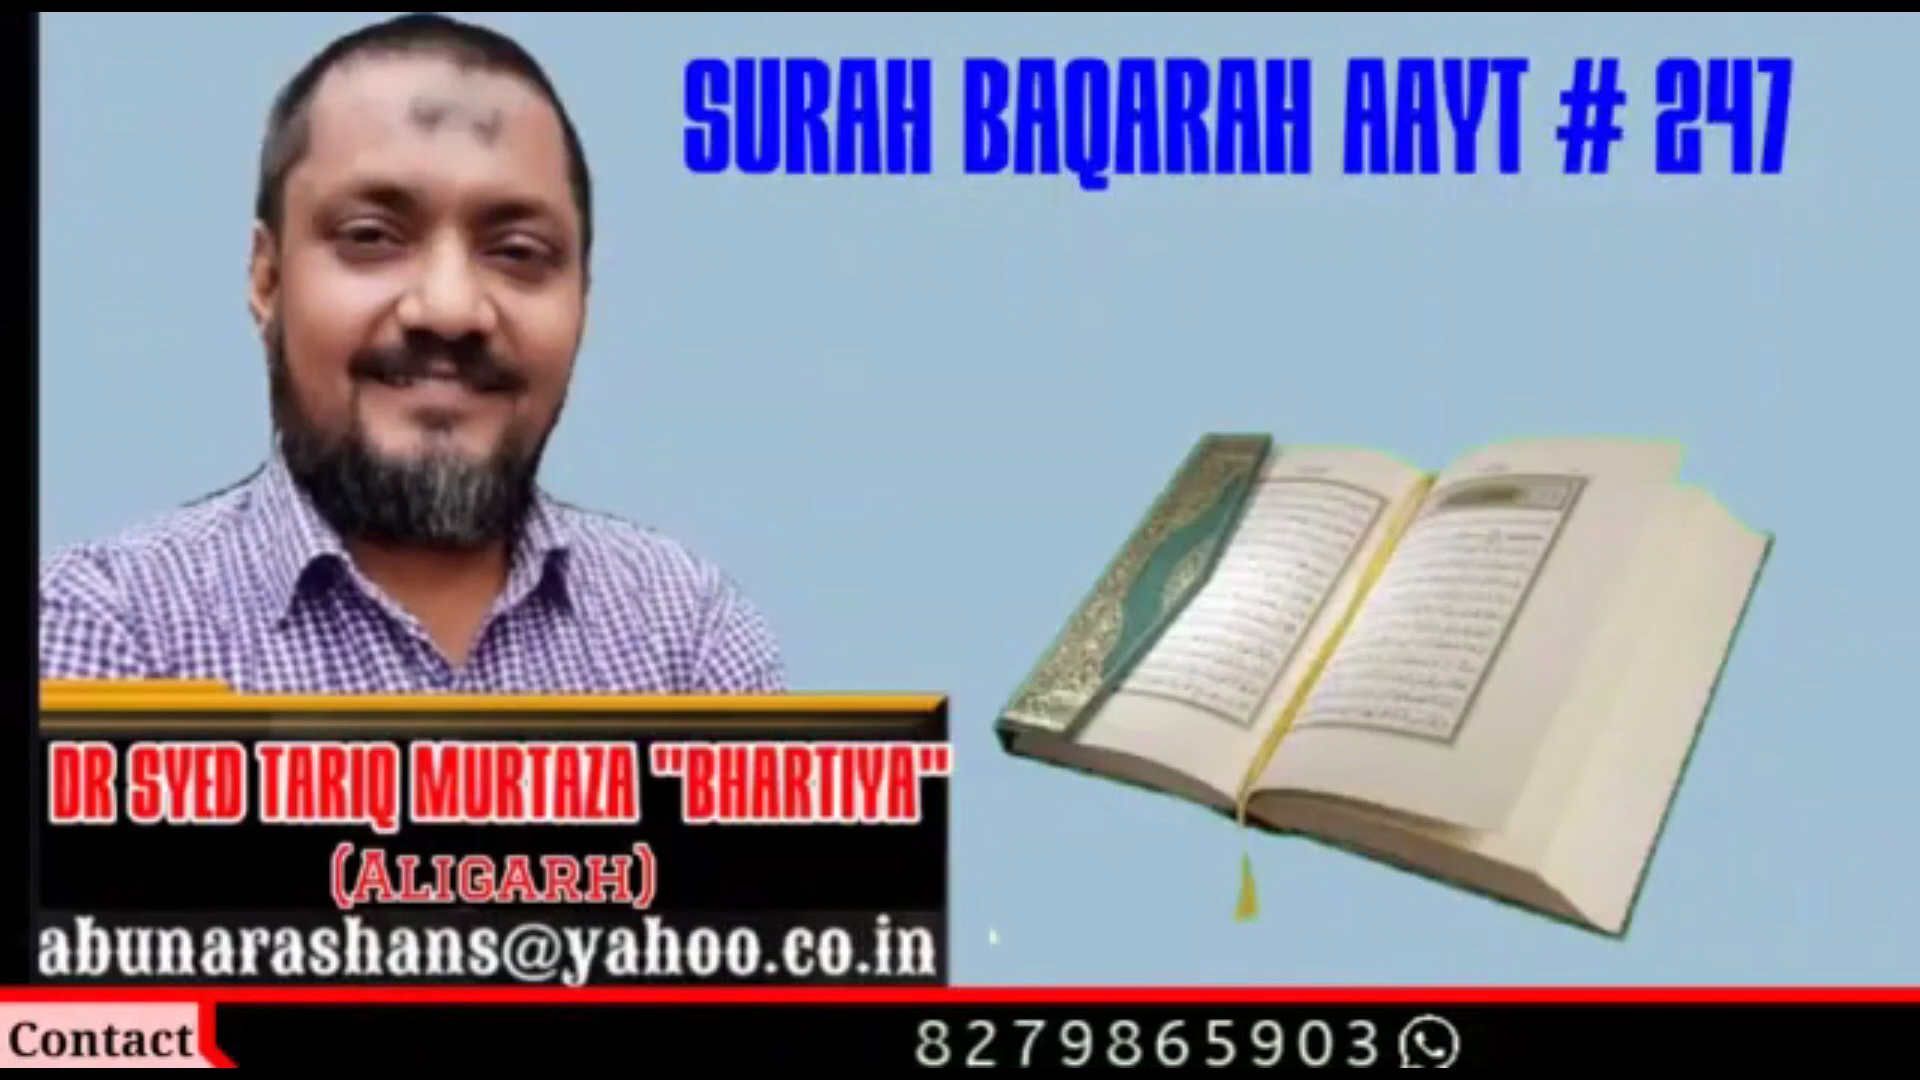 SURAH BAQARAH AAYT # 247
DR SYED TARIQ MURTAZA "BHARTIYA"
(ALIGARH)
abunarashans@yahoo.co.in
Contact
8279865903